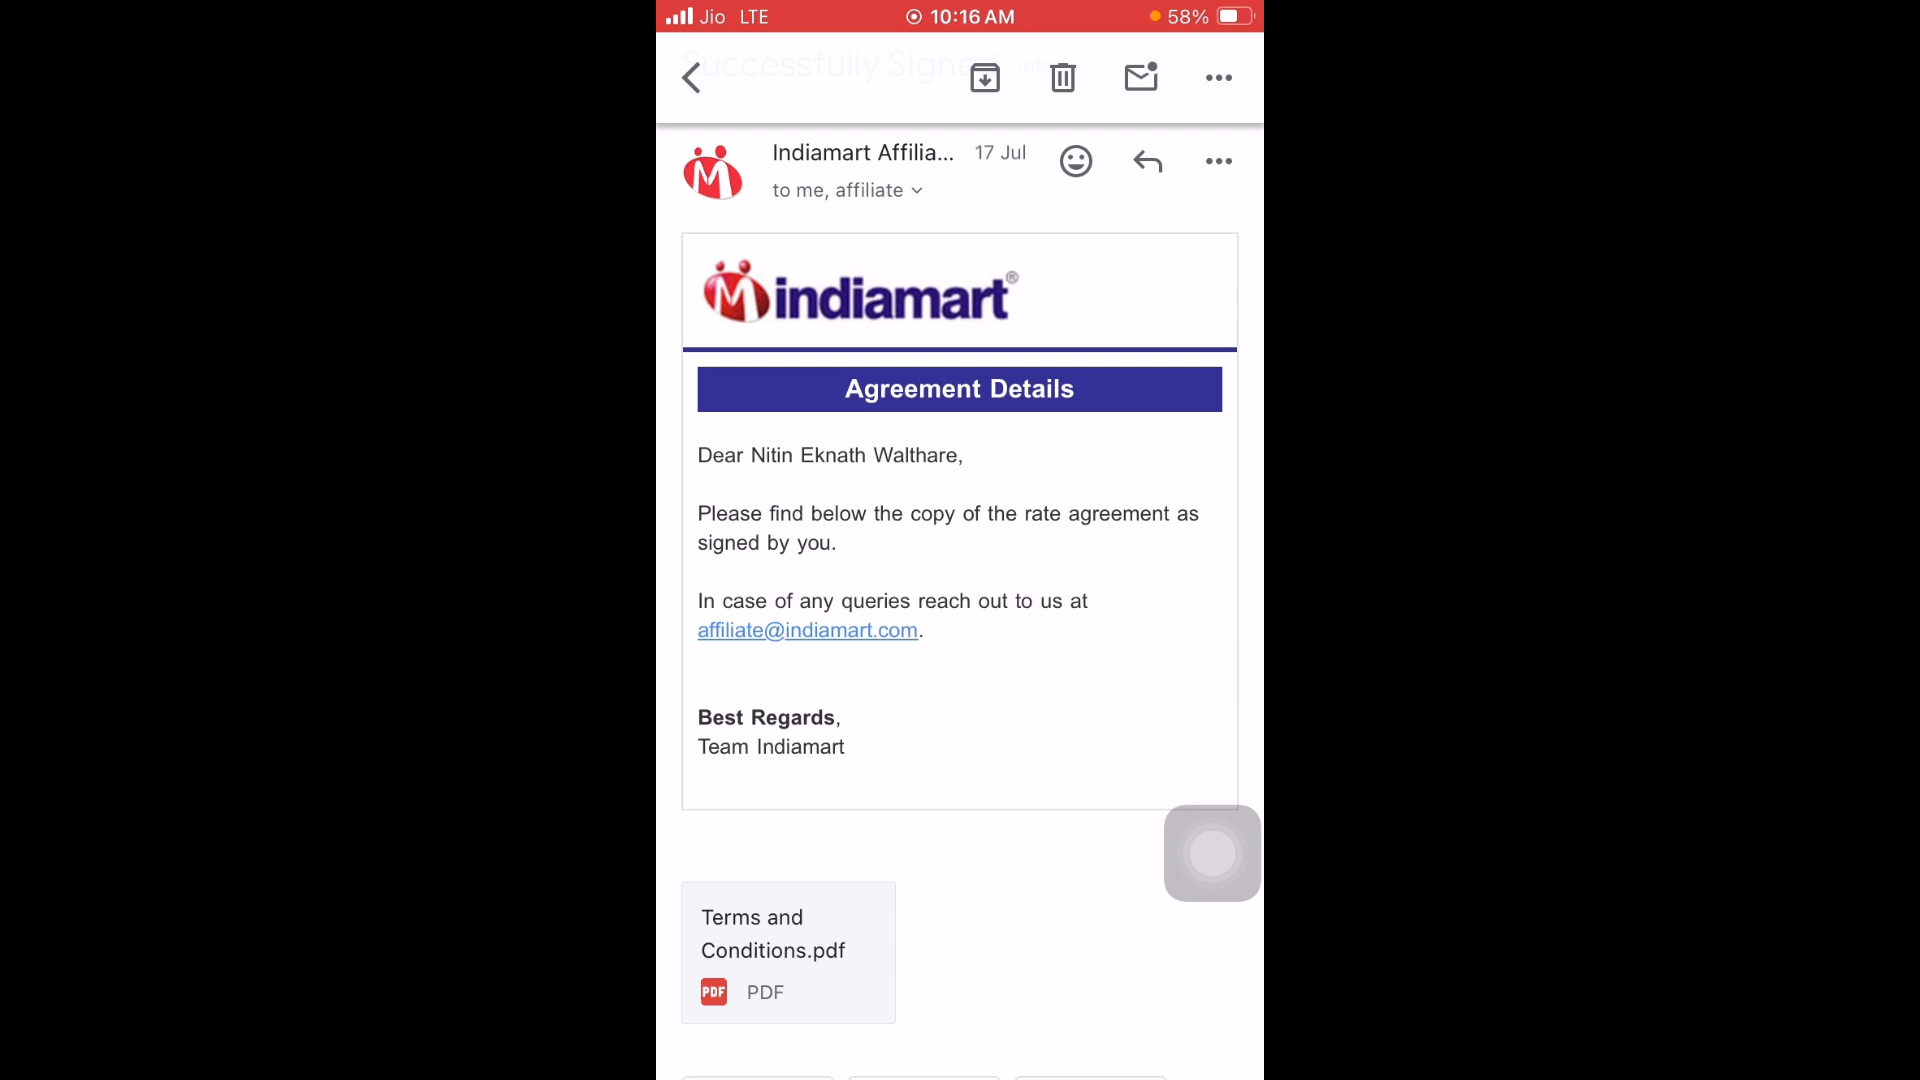 Jio LTE 10:16 AM 58%
Successfully Signed
Indiamart Affilia... 17 Jul
to me, affiliate
indiamart®
Agreement Details
Dear Nitin Eknath Walthare,
Please find below the copy of the rate agreement as
signed by you.
In case of any queries reach out to us at
affiliate@indiamart.com.
Best Regards,
Team Indiamart
Terms and
Conditions.pdf
PDF PDF